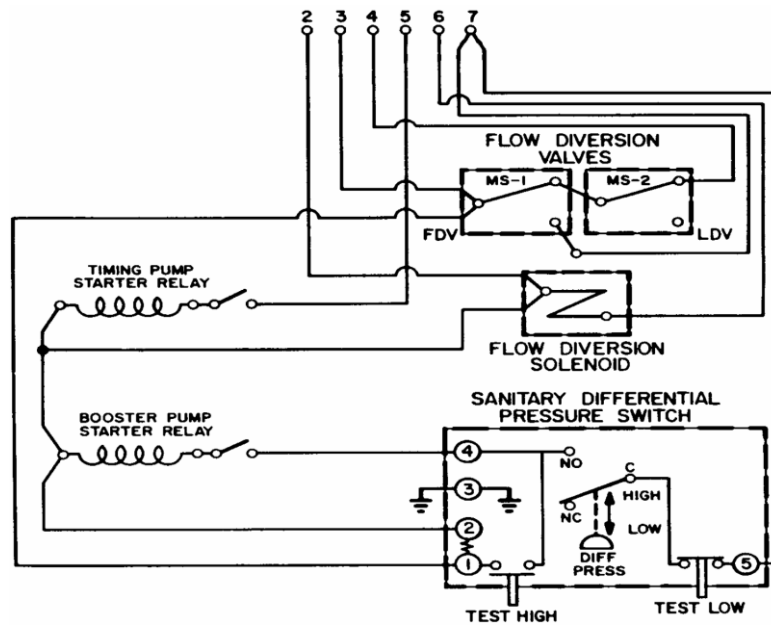 2 3 4 5 6 7
FLOW DIVERSION
VALVES
MS-1
MS-2
FDV
LDV
TIMING PUMP
STARTER RELAY
FLOW DIVERSION
SOLENOID
SANITARY DIFFERENTIAL
PRESSURE SWITCH
BOOSTER PUMP
STARTER RELAY
4
NO
C
3
HIGH
NC
LOW
2
DIFF
PRESS
1
5
TEST HIGH
TEST LOW